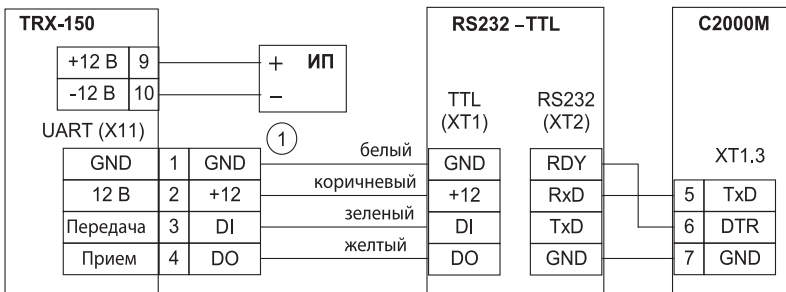 TRX-150
RS232 –TTL
C2000M
+12 В 9
+ ИП
-12 В 10
–
TTL
(XT1)
RS232
(XT2)
UART (X11)
1
XT1.3
белый
GND 1 GND
GND
RDY
коричневый
12 В 2 +12
+12
RxD
5 TxD
зеленый
Передача 3 DI
DI
TxD
6 DTR
желтый
Прием 4 DO
DO
GND
7 GND